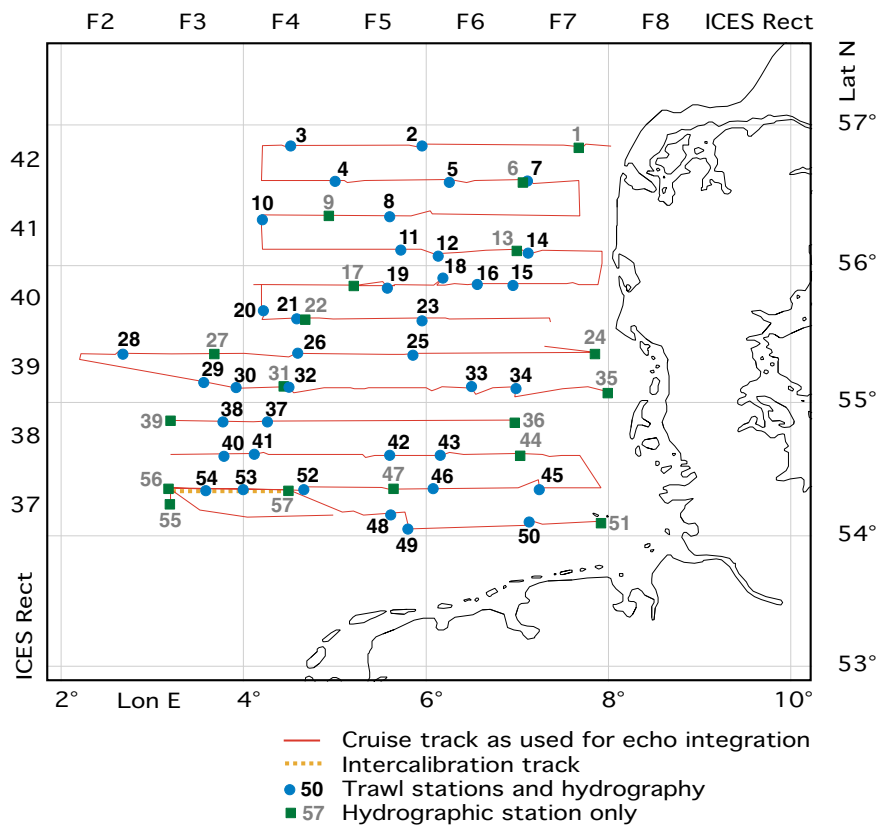 F2 F3 F4 F5 F6 F7 F8 ICES Rect
Lat N
57°
3 2 1
42
4 5 6 7
10 9 8
41
11 12 13 14
56°
17 19 18 16 15
40
20 21 22 23
28 27 26 25 24
39
29 30 31 32 33 34 35
55°
39 38 37 36
38
40 41 42 43 44
56 54 53 52 47 46 45
57
37
55 48 50 51
49
54°
ICES Rect
53°
2° Lon E 4° 6° 8° 10°
Cruise track as used for echo integration
Intercalibration track
50 Trawl stations and hydrography
57 Hydrographic station only